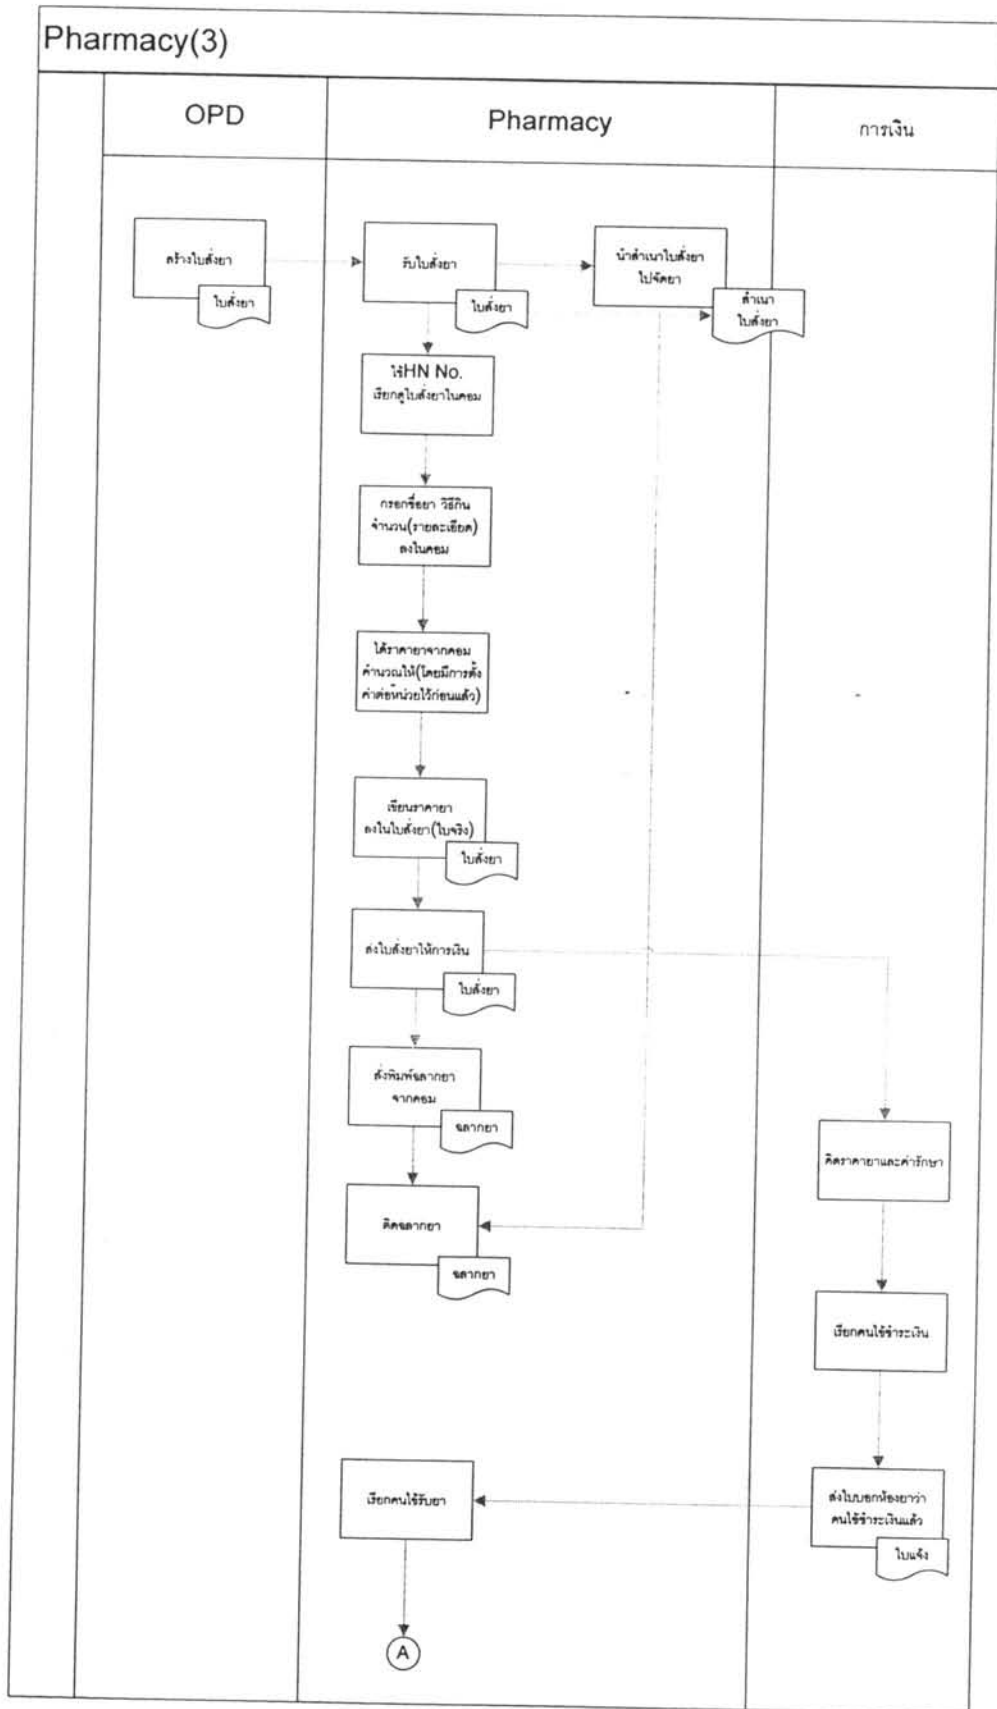 Pharmacy(3)
OPD
Pharmacy
การเงิน
สร้างใบสั่งยา
ใบสั่งยา
รับใบสั่งยา
ใบสั่งยา
นำสำเนาใบสั่งยา
ไปจัดยา
สำเนา
ใบสั่งยา
ใช้HN No.
เรียกดูใบสั่งยาในคอม
กรอกชื่อยา วิธีกิน
จำนวน(รายละเอียด)
ลงในคอม
ได้ราคายาจากคอม
คำนวณให้(โดยมีการตั้ง
ค่าต่อหน่วยไว้ก่อนแล้ว)
เขียนราคายา
ลงในใบสั่งยา(ใบจริง)
ใบสั่งยา
ส่งใบสั่งยาให้การเงิน
ใบสั่งยา
สั่งพิมพ์ฉลากยา
จากคอม
ฉลากยา
คิดราคายาและค่ารักษา
ติดฉลากยา
ฉลากยา
เรียกคนไข้ชำระเงิน
เรียกคนไข้รับยา
ส่งใบบอกห้องยาว่า
คนไข้ชำระเงินแล้ว
ใบแจ้ง
A